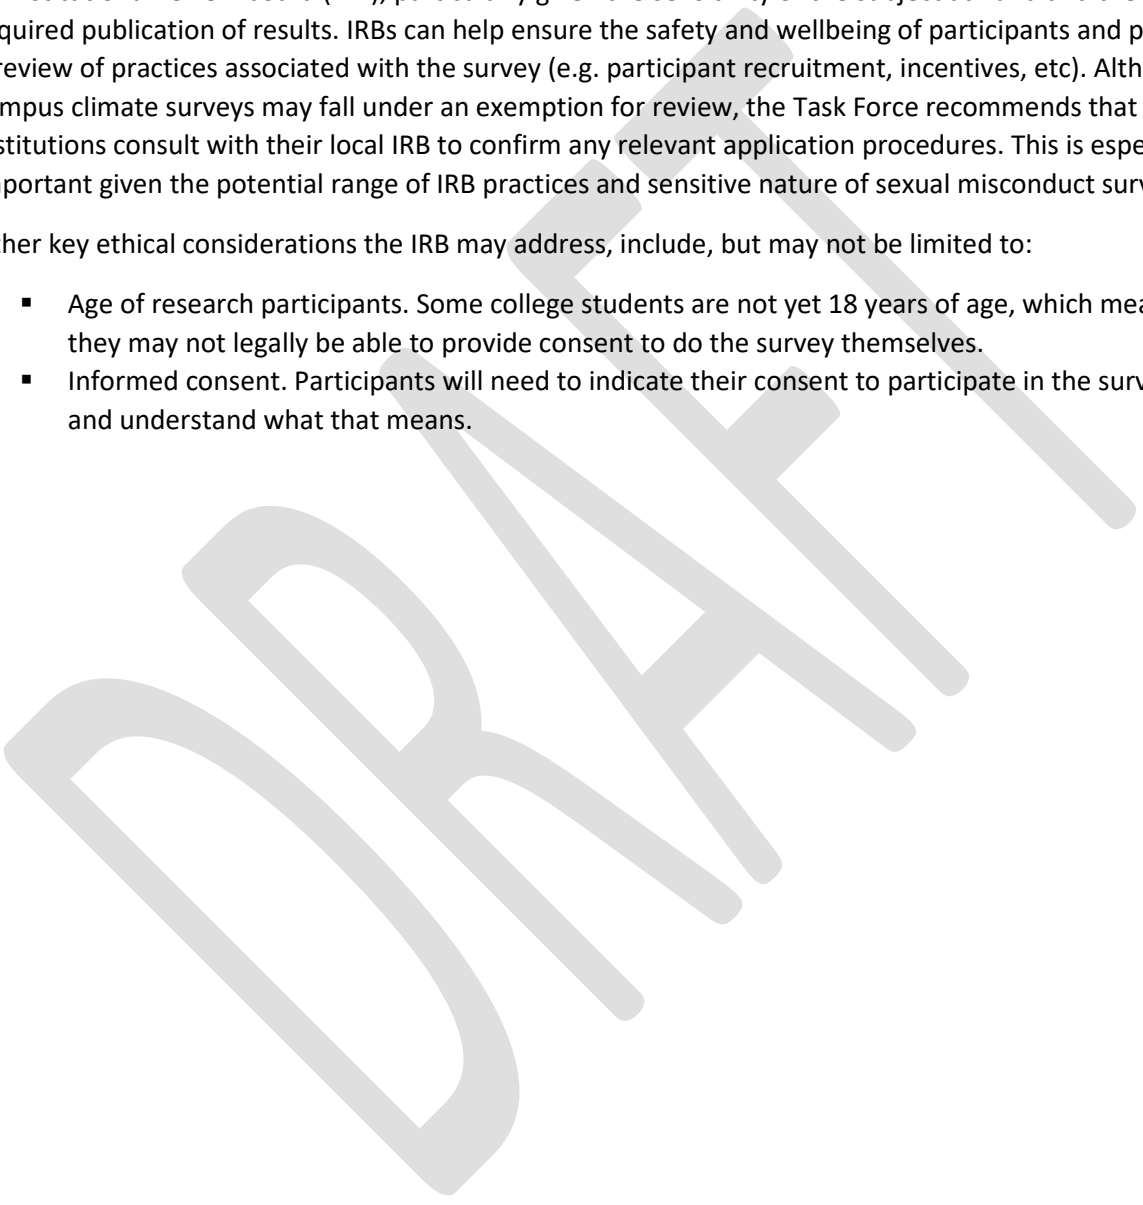 quired publication of results. IRBs can help ensure the safety and wellbeing of participants and p
review of practices associated with the survey (e.g. participant recruitment, incentives, etc). Alth
mpus climate surveys may fall under an exemption for review, the Task Force recommends that
stitutions consult with their local IRB to confirm any relevant application procedures. This is espe
portant given the potential range of IRB practices and sensitive nature of sexual misconduct surv
her key ethical considerations the IRB may address, include, but may not be limited to:
▪ Age of research participants. Some college students are not yet 18 years of age, which mea
they may not legally be able to provide consent to do the survey themselves.
▪ Informed consent. Participants will need to indicate their consent to participate in the surv
and understand what that means.
DRAFT